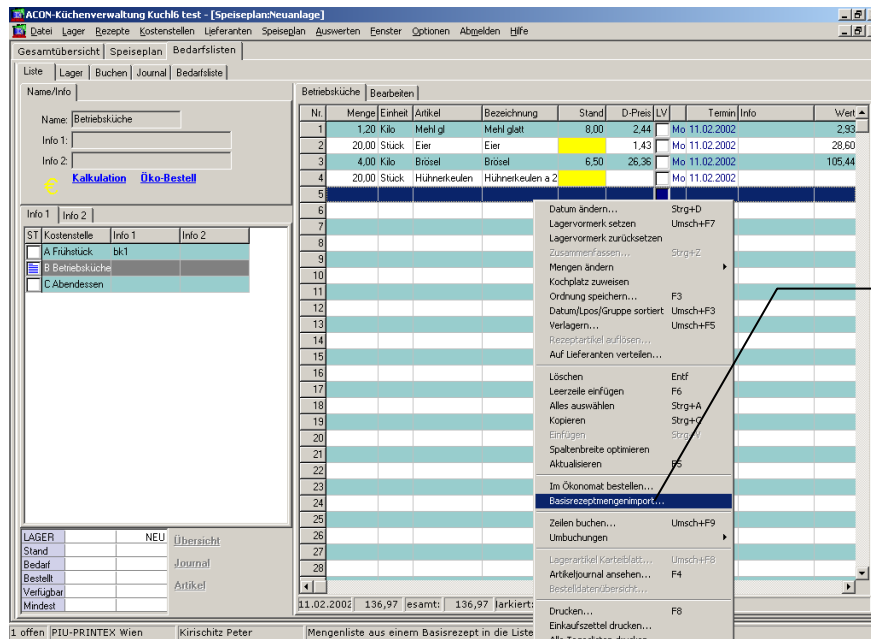 ACON-Küchenverwaltung Kuchl6 test - [Speiseplan:Neuanlage]
Datei Lager Rezepte Kostenstellen Lieferanten Speiseplan Auswerten Fenster Optionen Abmelden Hilfe
Gesamtübersicht Speiseplan Bedarfslisten
Liste Lager Buchen Journal Bedarfsliste
Name/Info
Name: Betriebsküche
Info 1:
Info 2:
€ Kalkulation Öko-Bestell
Info 1 Info 2
ST Kostenstelle Info 1 Info 2
A Frühstück bk1
B Betriebsküche
C Abendessen
LAGER NEU
Stand
Bedarf
Bestellt
Verfügbar
Mindest
Übersicht
Journal
Artikel
Betriebsküche Bearbeiten
Nr. Menge Einheit Artikel Bezeichnung Stand D-Preis LV Termin Info Wert
1 1,20 Kilo Mehl gl Mehl glatt 8,00 2,44 Mo 11.02.2002 2,93
2 20,00 Stück Eier Eier 1,43 Mo 11.02.2002 28,60
3 4,00 Kilo Brösel Brösel 6,50 26,36 Mo 11.02.2002 105,44
4 20,00 Stück Hühnerkeulen Hühnerkeulen a 2 Mo 11.02.2002
5
6
7
8
9
10
11
12
13
14
15
16
17
18
19
20
21
22
23
24
25
26
27
28
Datum ändern... Strg+D
Lagervormerk setzen Umsch+F7
Lagervormerk zurücksetzen
Zusammenfassen... Strg+Z
Mengen ändern
Kochplatz zuweisen
Ordnung speichern... F3
Datum/Lpos/Gruppe sortiert Umsch+F3
Verlagern... Umsch+F5
Rezeptartikel auflösen...
Auf Lieferanten verteilen...
Löschen Entf
Leerzeile einfügen F6
Alles auswählen Strg+A
Kopieren Strg+C
Einfügen Strg+V
Spaltenbreite optimieren
Aktualisieren F5
Im Ökonomat bestellen...
Basisrezeptmengenimport...
Zeilen buchen... Umsch+F9
Umbuchungen
Lagerartikel Karteiblatt... Umsch+F8
Artikeljournal ansehen... F4
Bestelldatenübersicht...
Drucken... F8
Einkaufszettel drucken...
Alle Tageslisten drucken
11.02.2002 136,97 esamt: 136,97 larkiert:
1 offen PIU-PRINTEX Wien Kirischitz Peter Mengenliste aus einem Basisrezept in die Liste